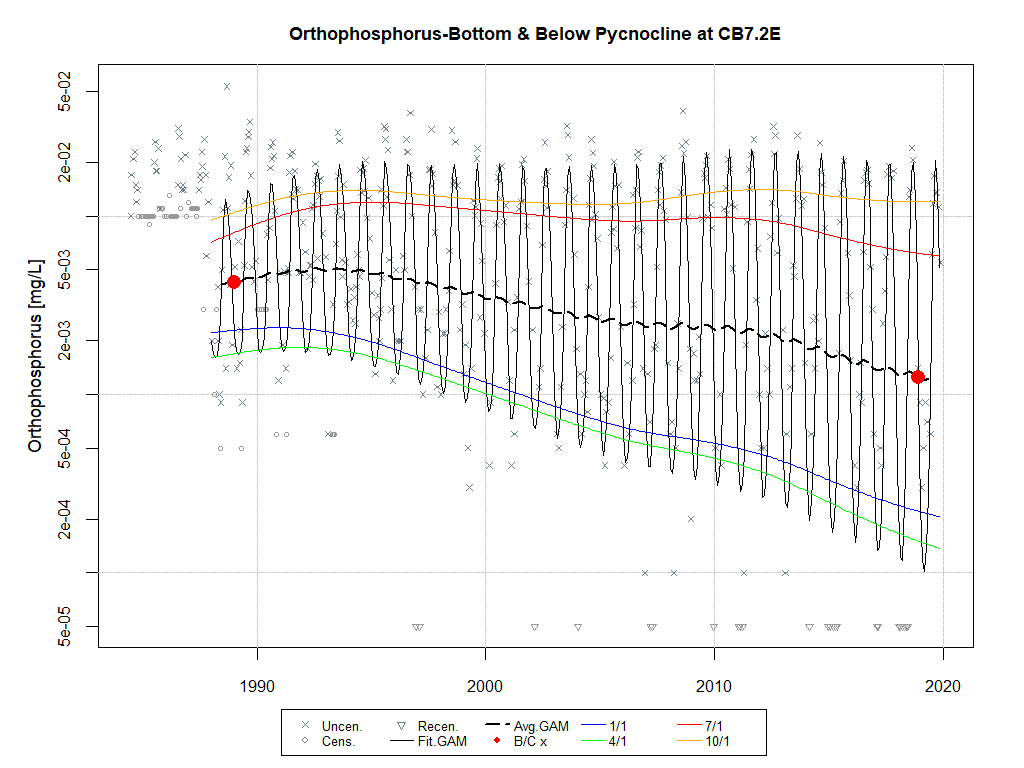 Orthophosphorus-Bottom & Below Pycnocline at CB7.2E
Orthophosphorus [mg/L]
5e-02
2e-02
5e-03
2e-03
5e-04
2e-04
5e-05
1990 2000 2010 2020
Uncen. Recen. Avg.GAM 1/1 7/1
Cens. Fit.GAM B/C x 4/1 10/1